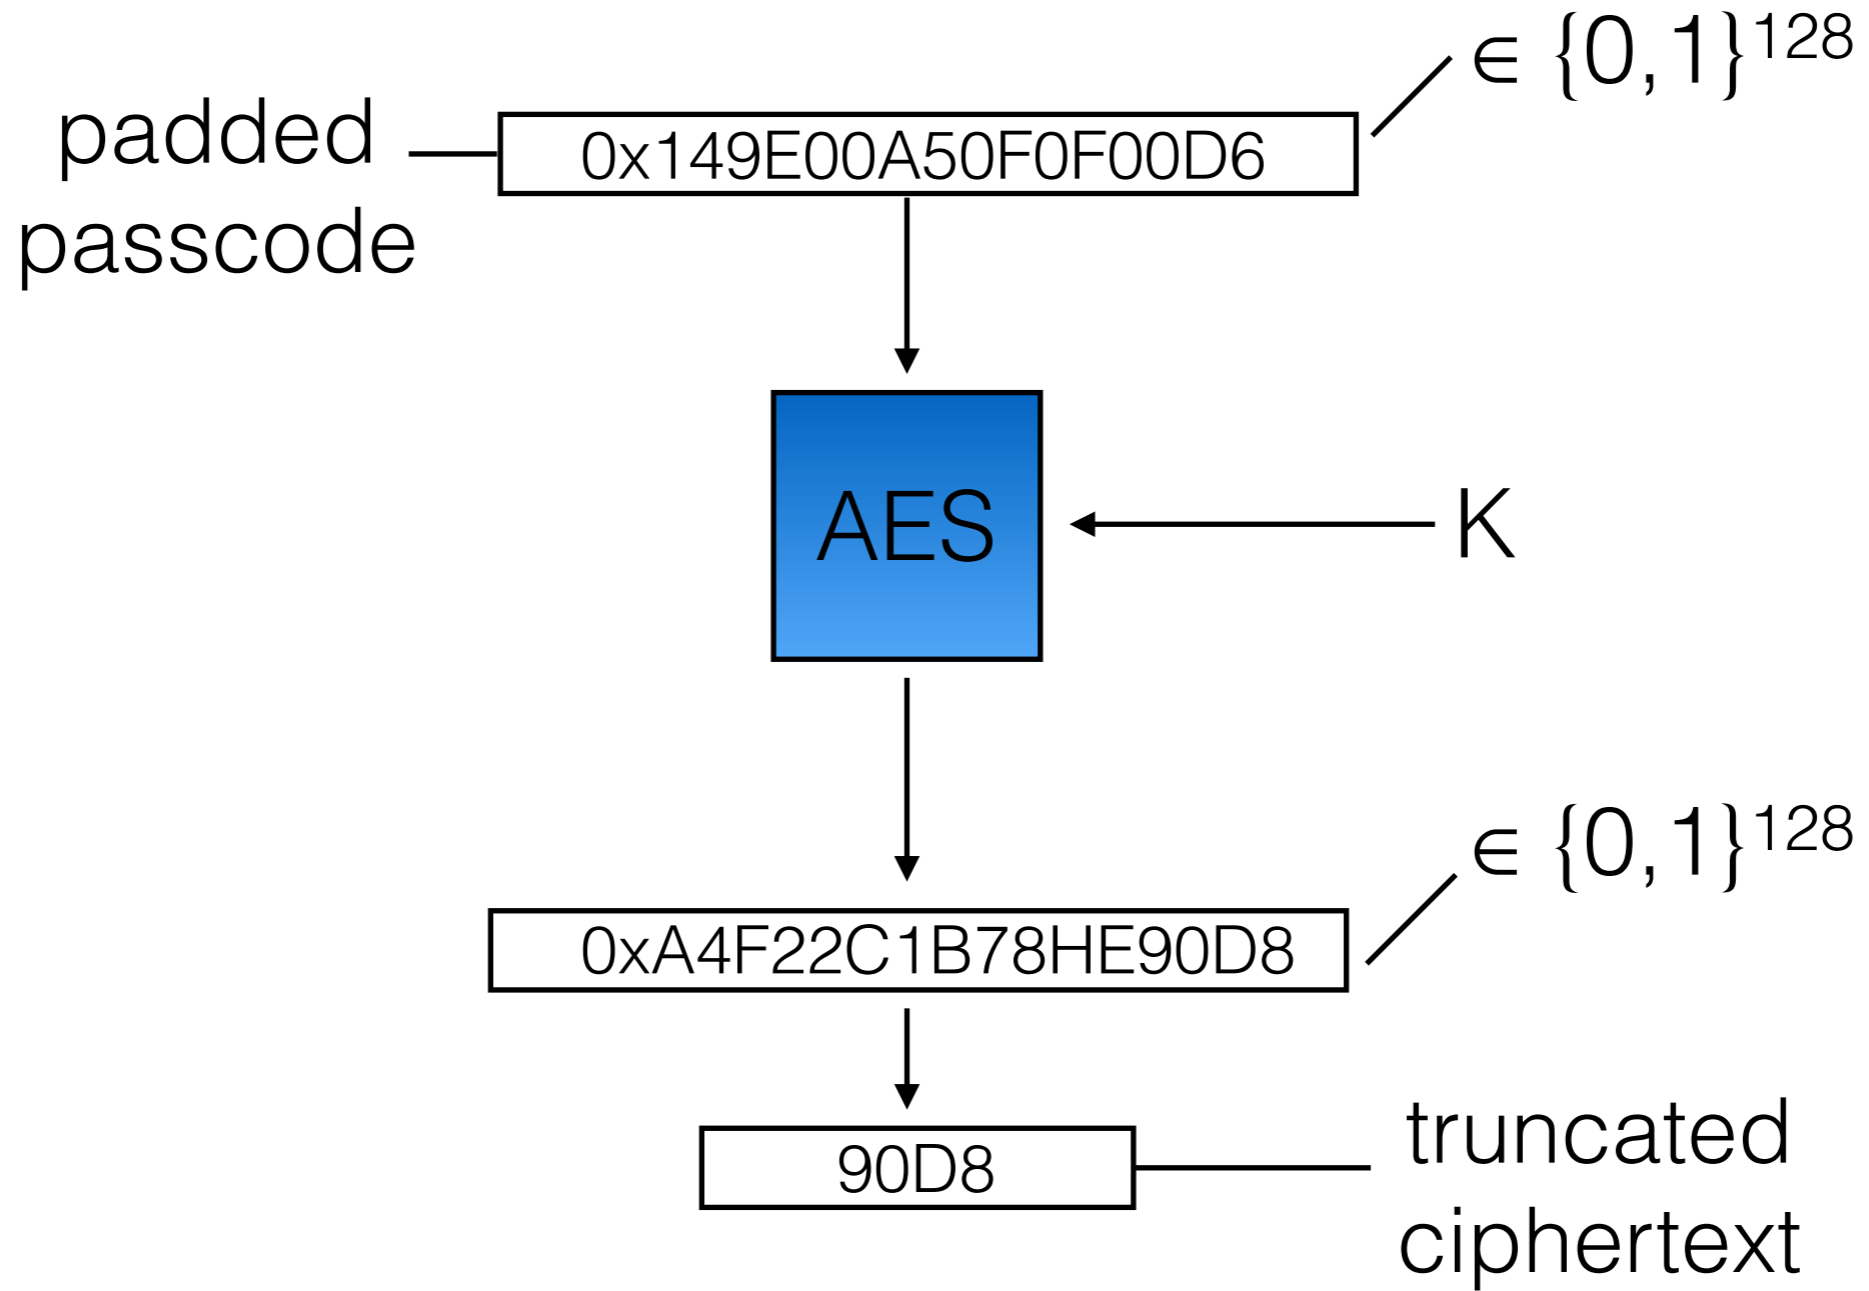 ∈ {0,1}¹²⁸
padded
passcode
0x149E00A50F0F00D6
AES
K
∈ {0,1}¹²⁸
0xA4F22C1B78HE90D8
90D8
truncated
ciphertext